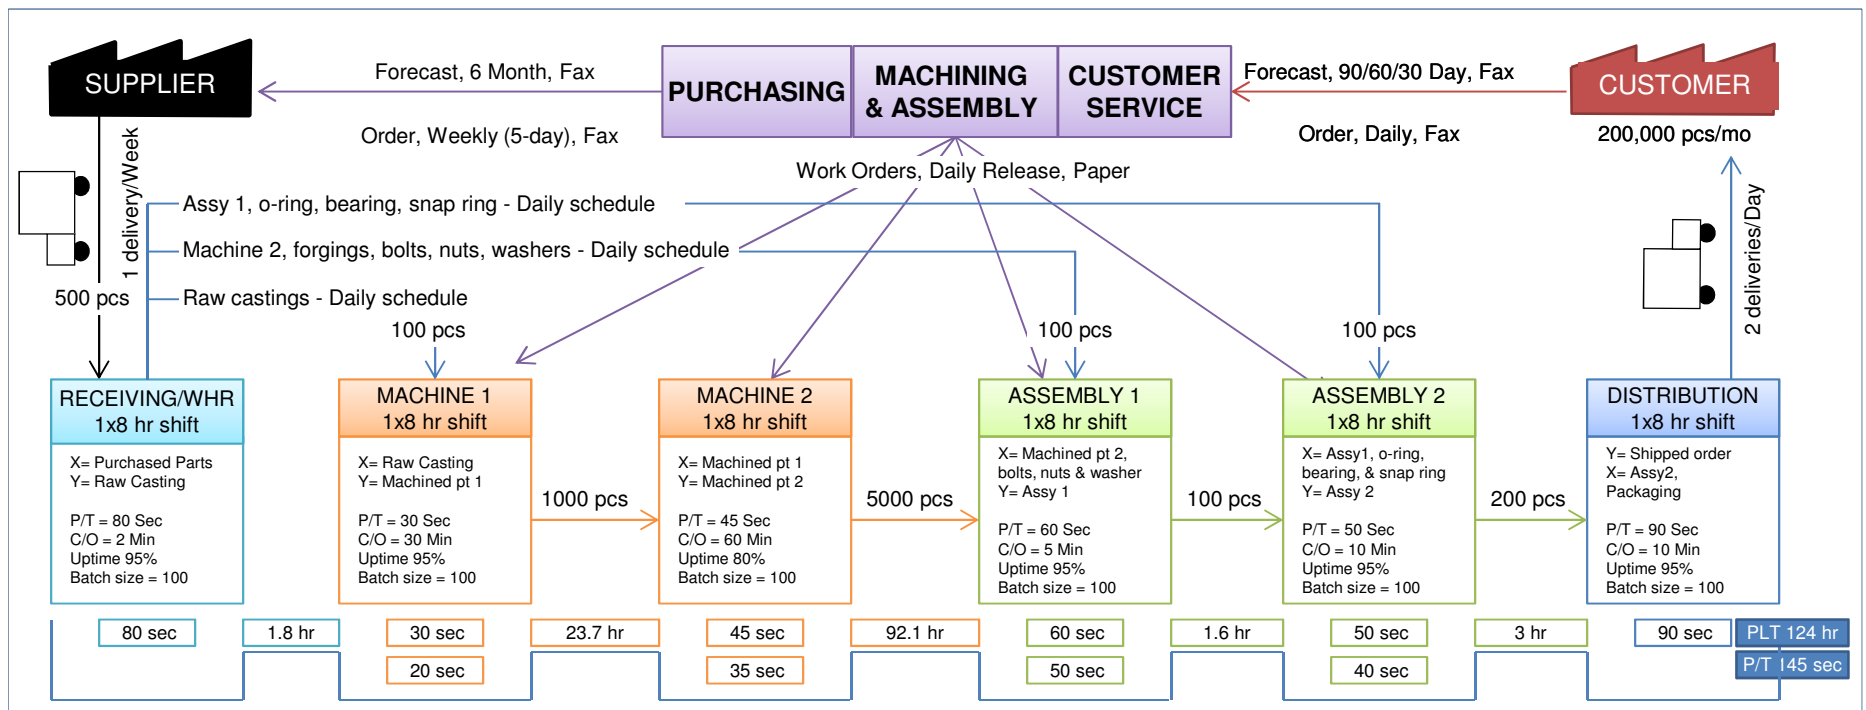 SUPPLIER
Forecast, 6 Month, Fax
Order, Weekly (5-day), Fax
PURCHASING
MACHINING
& ASSEMBLY
CUSTOMER
SERVICE
Forecast, 90/60/30 Day, Fax
Order, Daily, Fax
CUSTOMER
200,000 pcs/mo
Work Orders, Daily Release, Paper
1 delivery/Week
500 pcs
Assy 1, o-ring, bearing, snap ring - Daily schedule
Machine 2, forgings, bolts, nuts, washers - Daily schedule
Raw castings - Daily schedule
100 pcs
100 pcs
100 pcs
2 deliveries/Day
RECEIVING/WHR
1x8 hr shift
X= Purchased Parts
Y= Raw Casting
P/T = 80 Sec
C/O = 2 Min
Uptime 95%
Batch size = 100
MACHINE 1
1x8 hr shift
X= Raw Casting
Y= Machined pt 1
P/T = 30 Sec
C/O = 30 Min
Uptime 95%
Batch size = 100
1000 pcs
MACHINE 2
1x8 hr shift
X= Machined pt 1
Y= Machined pt 2
P/T = 45 Sec
C/O = 60 Min
Uptime 80%
Batch size = 100
5000 pcs
ASSEMBLY 1
1x8 hr shift
X= Machined pt 2,
bolts, nuts & washer
Y= Assy 1
P/T = 60 Sec
C/O = 5 Min
Uptime 95%
Batch size = 100
100 pcs
ASSEMBLY 2
1x8 hr shift
X= Assy1, o-ring,
bearing, & snap ring
Y= Assy 2
P/T = 50 Sec
C/O = 10 Min
Uptime 95%
Batch size = 100
200 pcs
DISTRIBUTION
1x8 hr shift
Y= Shipped order
X= Assy2,
Packaging
P/T = 90 Sec
C/O = 10 Min
Uptime 95%
Batch size = 100
80 sec
1.8 hr
30 sec
23.7 hr
45 sec
92.1 hr
60 sec
1.6 hr
50 sec
3 hr
90 sec
PLT 124 hr
20 sec
35 sec
50 sec
40 sec
P/T 145 sec